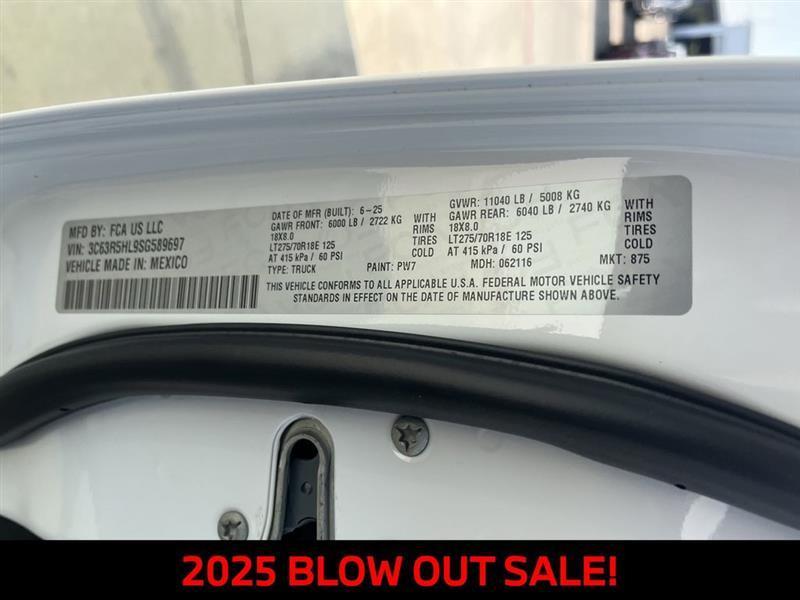 MFD BY: FCA US LLC
VIN: 3C63R5HL9SG589697
VEHICLE MADE IN: MEXICO
DATE OF MFR (BUILT): 6-25
GAWR FRONT: 6000 LB / 2722 KG WITH
18X8.0 RIMS
LT275/70R18E 125 TIRES
AT 415 kPa / 60 PSI COLD
TYPE: TRUCK PAINT: PW7
GVWR: 11040 LB / 5008 KG
GAWR REAR: 6040 LB / 2740 KG WITH
18X8.0 RIMS
LT275/70R18E 125 TIRES
AT 415 kPa / 60 PSI COLD
MDH: 062116 MKT: 875
THIS VEHICLE CONFORMS TO ALL APPLICABLE U.S.A. FEDERAL MOTOR VEHICLE SAFETY
STANDARDS IN EFFECT ON THE DATE OF MANUFACTURE SHOWN ABOVE.
2025 BLOW OUT SALE!